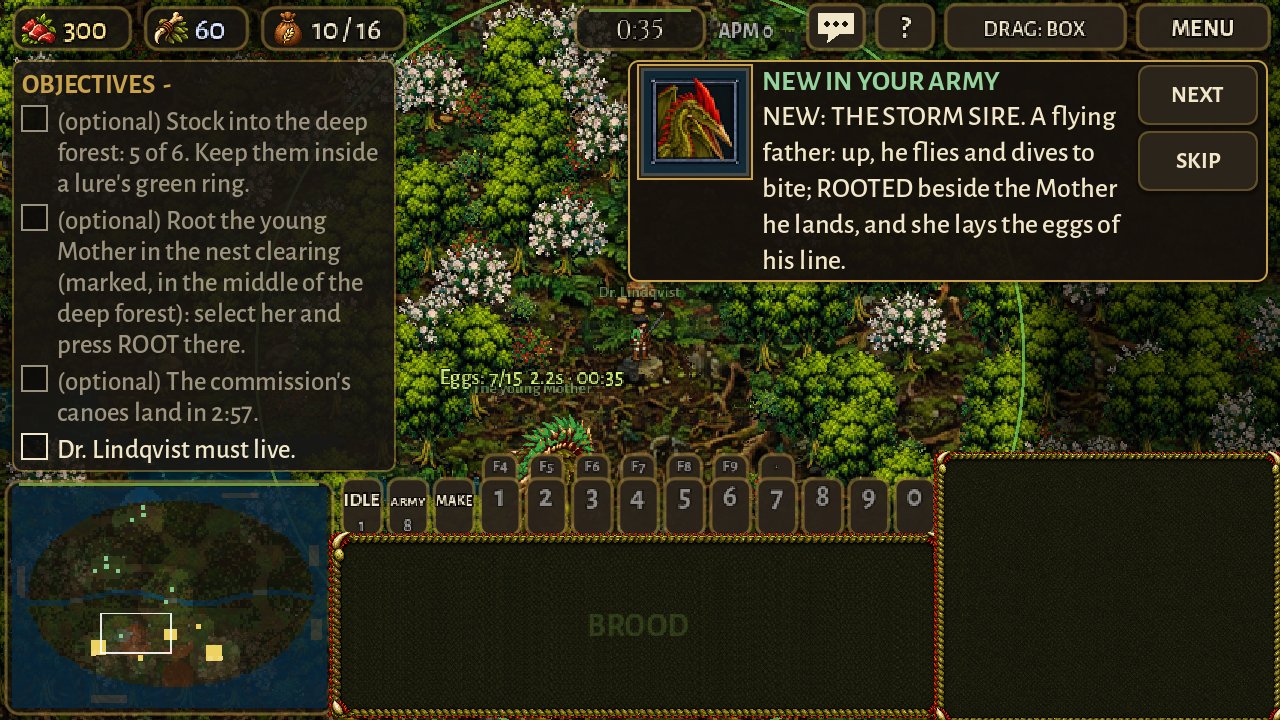 300
60
10/16
0:35
APM 0
?
DRAG: BOX
MENU
OBJECTIVES -
(optional) Stock into the deep
forest: 5 of 6. Keep them inside
a lure's green ring.
(optional) Root the young
Mother in the nest clearing
(marked, in the middle of the
deep forest): select her and
press ROOT there.
(optional) The commission's
canoes land in 2:57.
Dr. Lindqvist must live.
NEW IN YOUR ARMY
NEW: THE STORM SIRE. A flying
father: up, he flies and dives to
bite; ROOTED beside the Mother
he lands, and she lays the eggs of
his line.
NEXT
SKIP
Dr. Lindqvist
Eggs: 7/15 2.2s · 00:35
The young Mother
F4
F5
F6
F7
F8
F9
IDLE
1
ARMY
8
MAKE
1
2
3
4
5
6
7
8
9
0
BROOD